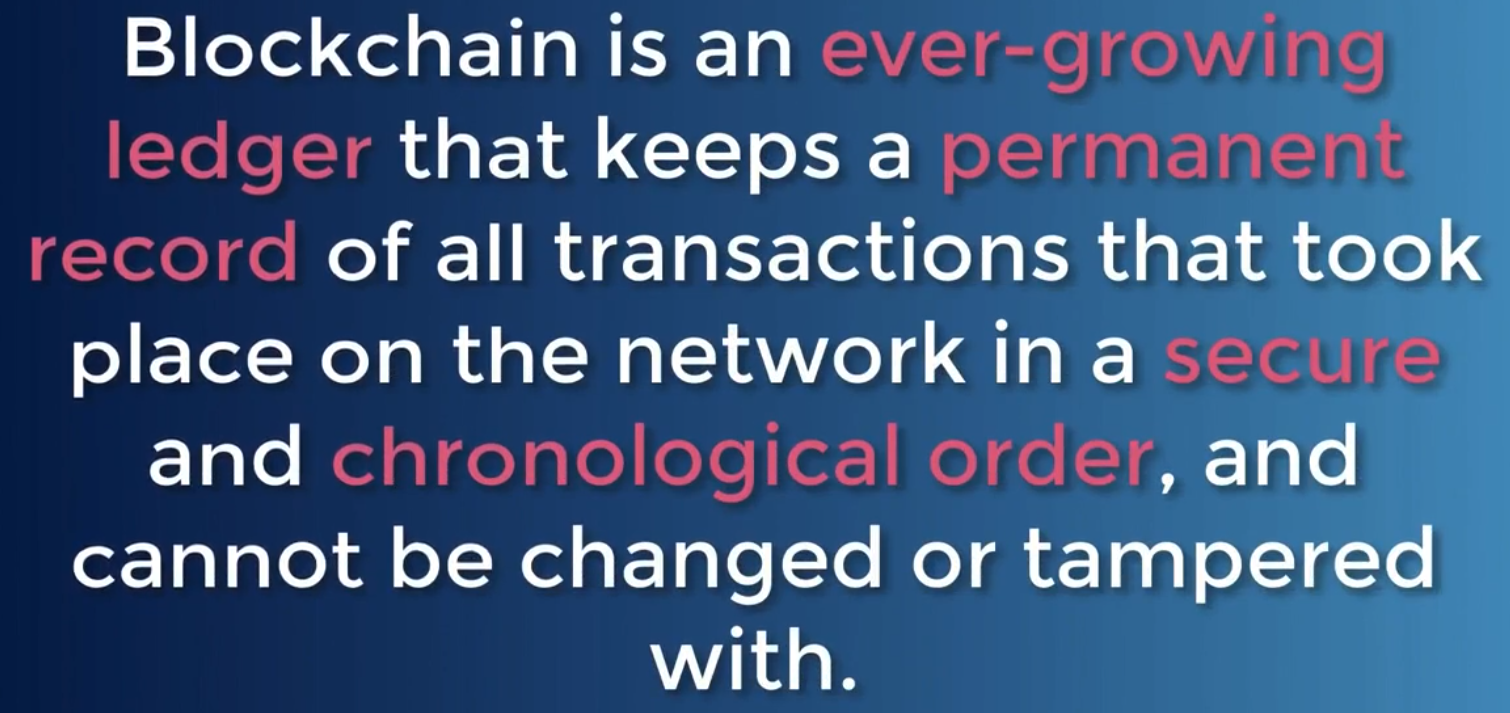 Blockchain is an ever-growing
ledger that keeps a permanent
record of all transactions that took
place on the network in a secure
and chronological order, and
cannot be changed or tampered
with.